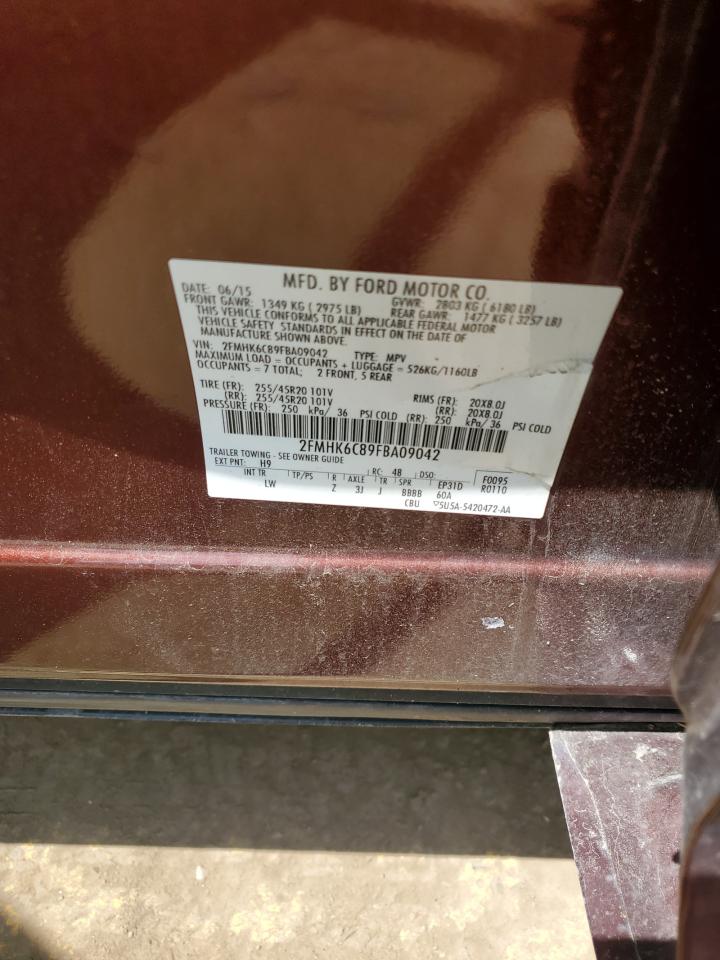 MFD. BY FORD MOTOR CO.
DATE: 06/15 GVWR: 2803 KG ( 6180 LB)
FRONT GAWR: 1349 KG ( 2975 LB) REAR GAWR: 1477 KG ( 3257 LB)
THIS VEHICLE CONFORMS TO ALL APPLICABLE FEDERAL MOTOR
VEHICLE SAFETY STANDARDS IN EFFECT ON THE DATE OF
MANUFACTURE SHOWN ABOVE.
VIN: 2FMHK6C89FBA09042 TYPE: MPV
MAXIMUM LOAD = OCCUPANTS + LUGGAGE = 526KG/1160LB
OCCUPANTS = 7 TOTAL; 2 FRONT, 5 REAR
TIRE (FR): 255/45R20 101V RIMS (FR): 20X8.0J
(RR): 255/45R20 101V (RR): 20X8.0J
PRESSURE (FR): 250 kPa/ 36 PSI COLD (RR): 250 kPa/ 36 PSI COLD
2FMHK6C89FBA09042
TRAILER TOWING - SEE OWNER GUIDE
EXT PNT: H9 RC: 48 DSO: F0095
INT TR TP/PS R AXLE TR SPR EP31D R0110
LW Z 3J J BBBB 60A
CBU ▽5U5A-5420472-AA